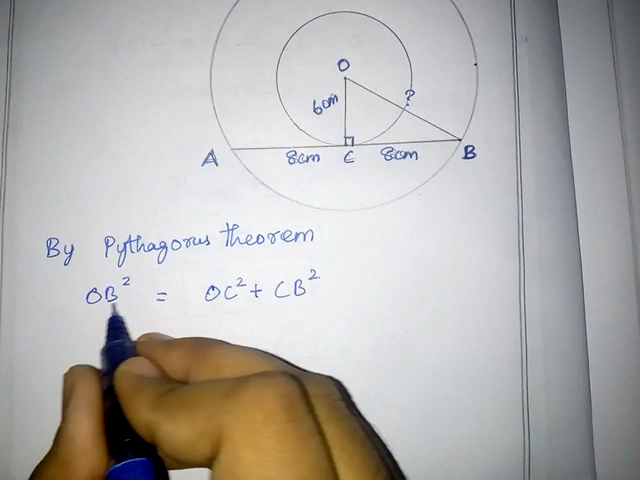 O
6cm
?
A 8cm C 8cm B
By Pythagorus theorem
OB² = OC² + CB²